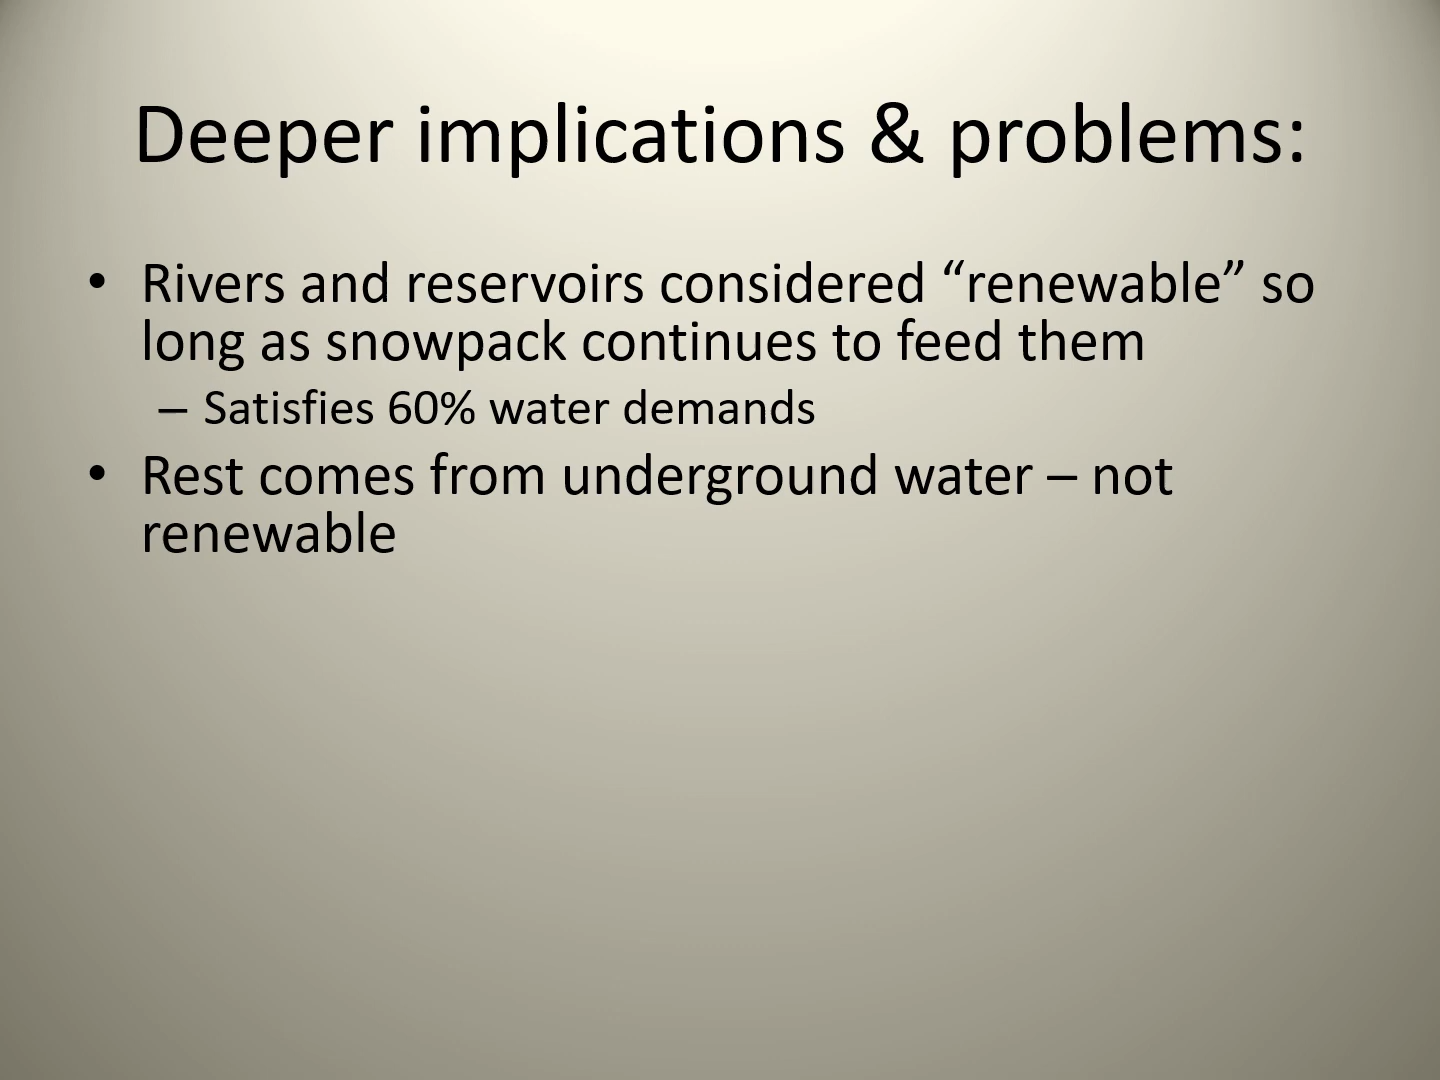 Deeper implications & problems:
• Rivers and reservoirs considered “renewable” so
long as snowpack continues to feed them
– Satisfies 60% water demands
• Rest comes from underground water – not
renewable